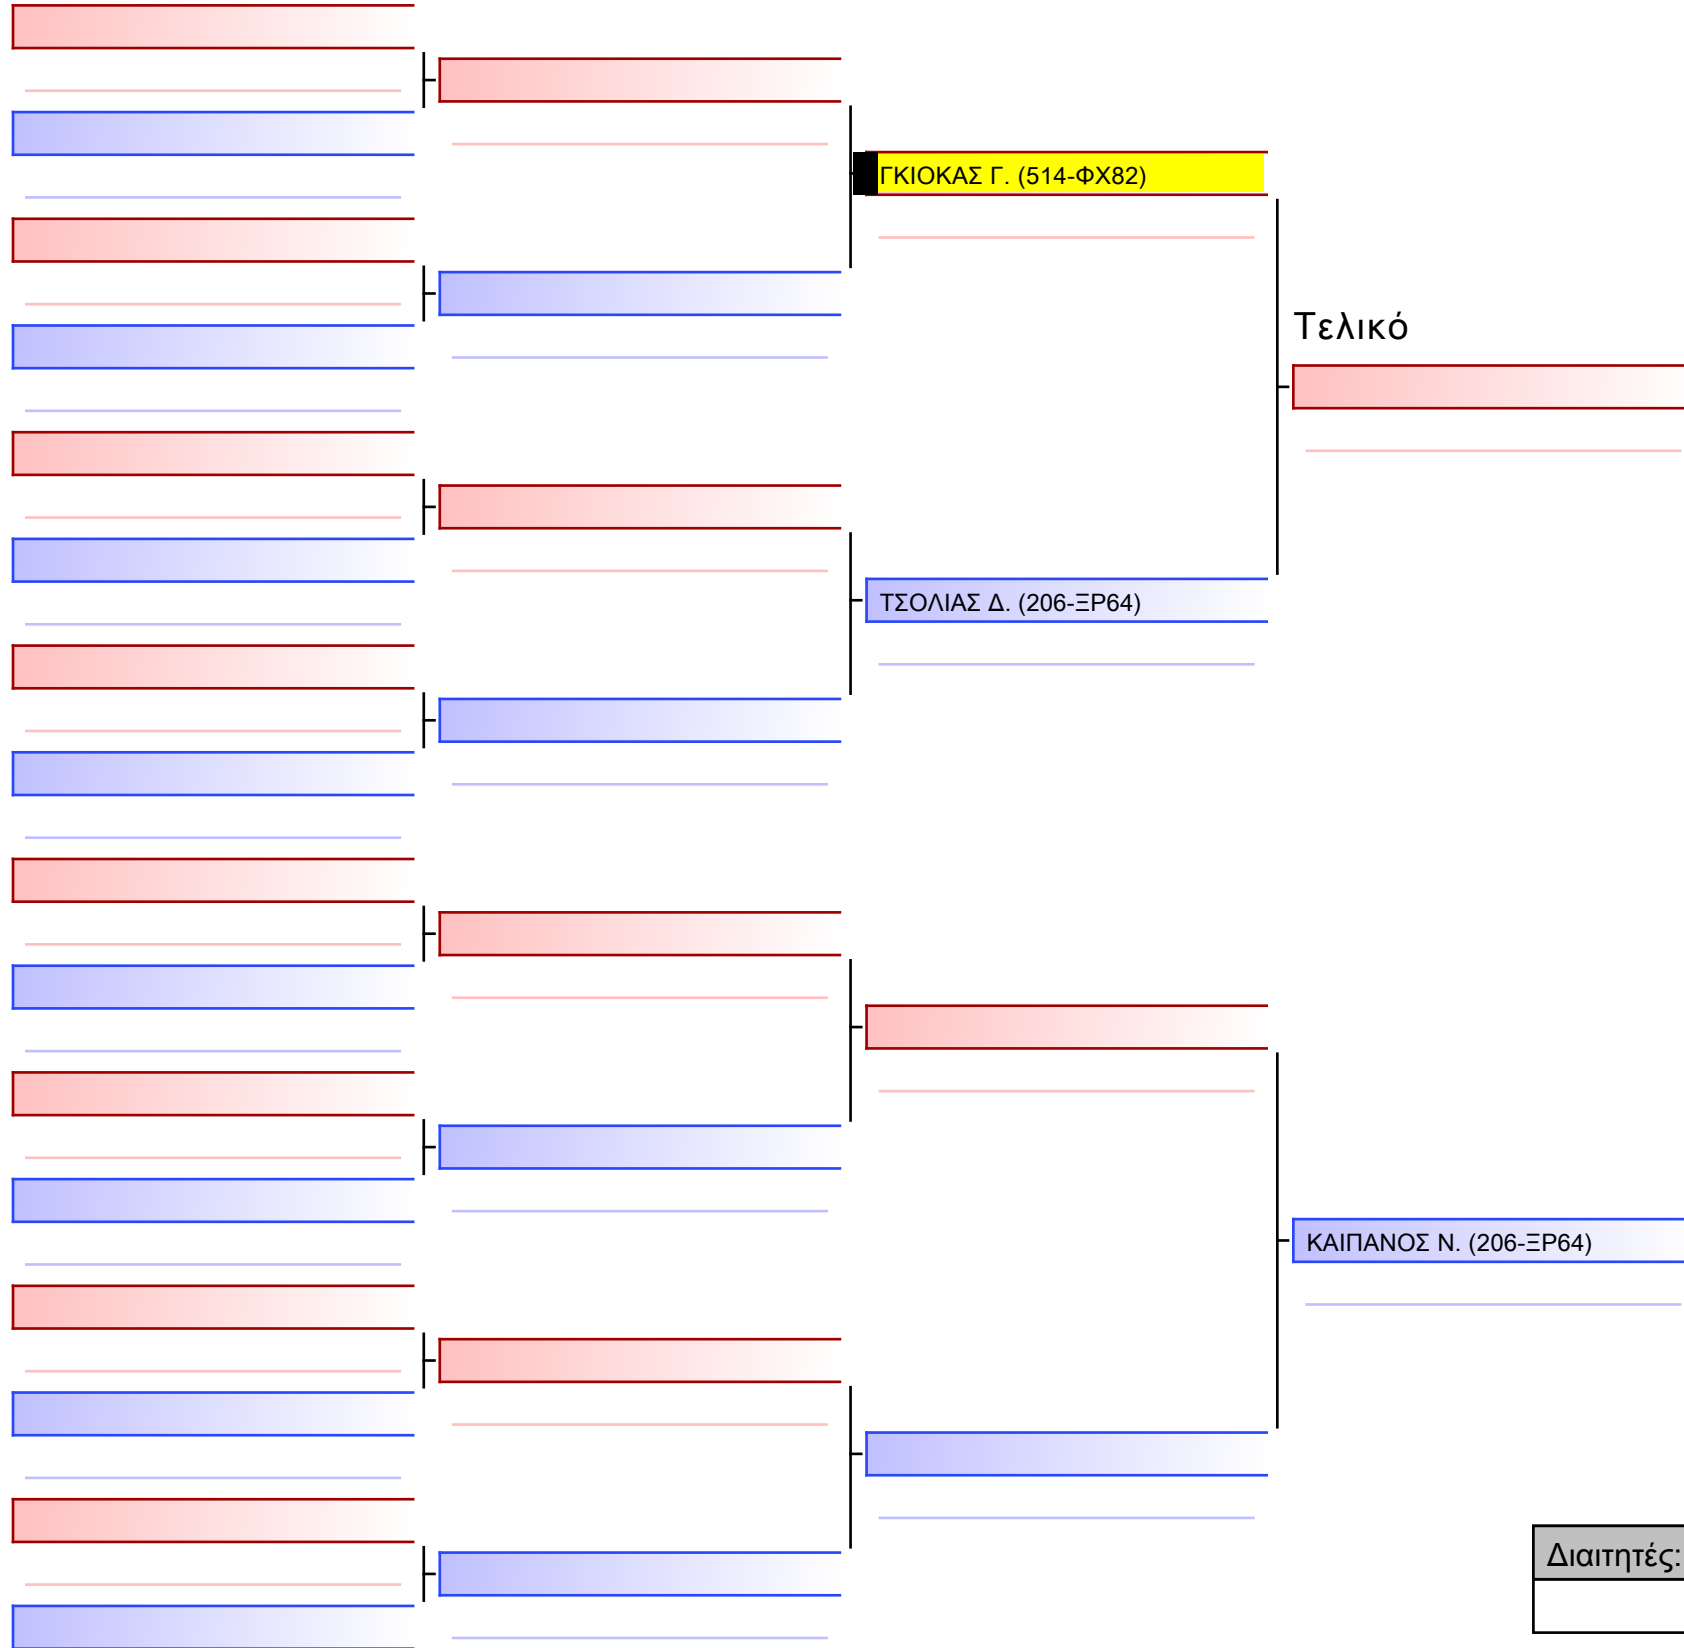 ΓΚΙΟΚΑΣ Γ. (514-ΦΧ82)
Τελικό
ΤΣΟΛΙΑΣ Δ. (206-ΞΡ64)
ΚΑΙΠΑΝΟΣ Ν. (206-ΞΡ64)
Διαιτητές: